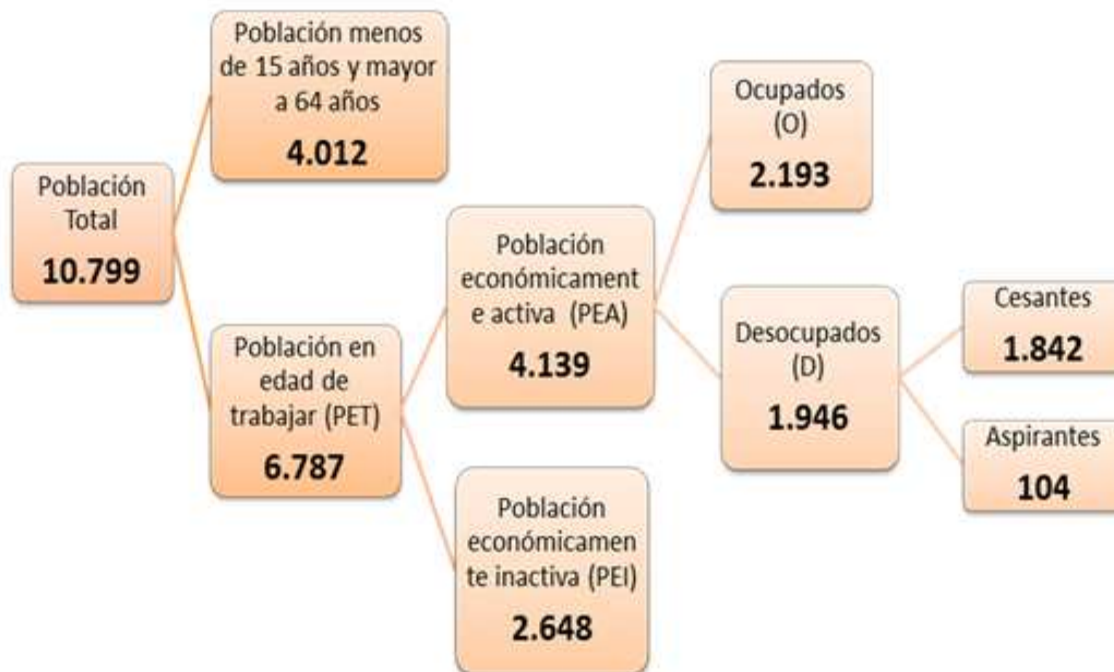 Población
Total
10.799
Población menos
de 15 años y mayor
a 64 años
4.012
Población en
edad de
trabajar (PET)
6.787
Población
económicament
e activa (PEA)
4.139
Población
económicamen
te inactiva (PEI)
2.648
Ocupados
(O)
2.193
Desocupados
(D)
1.946
Cesantes
1.842
Aspirantes
104